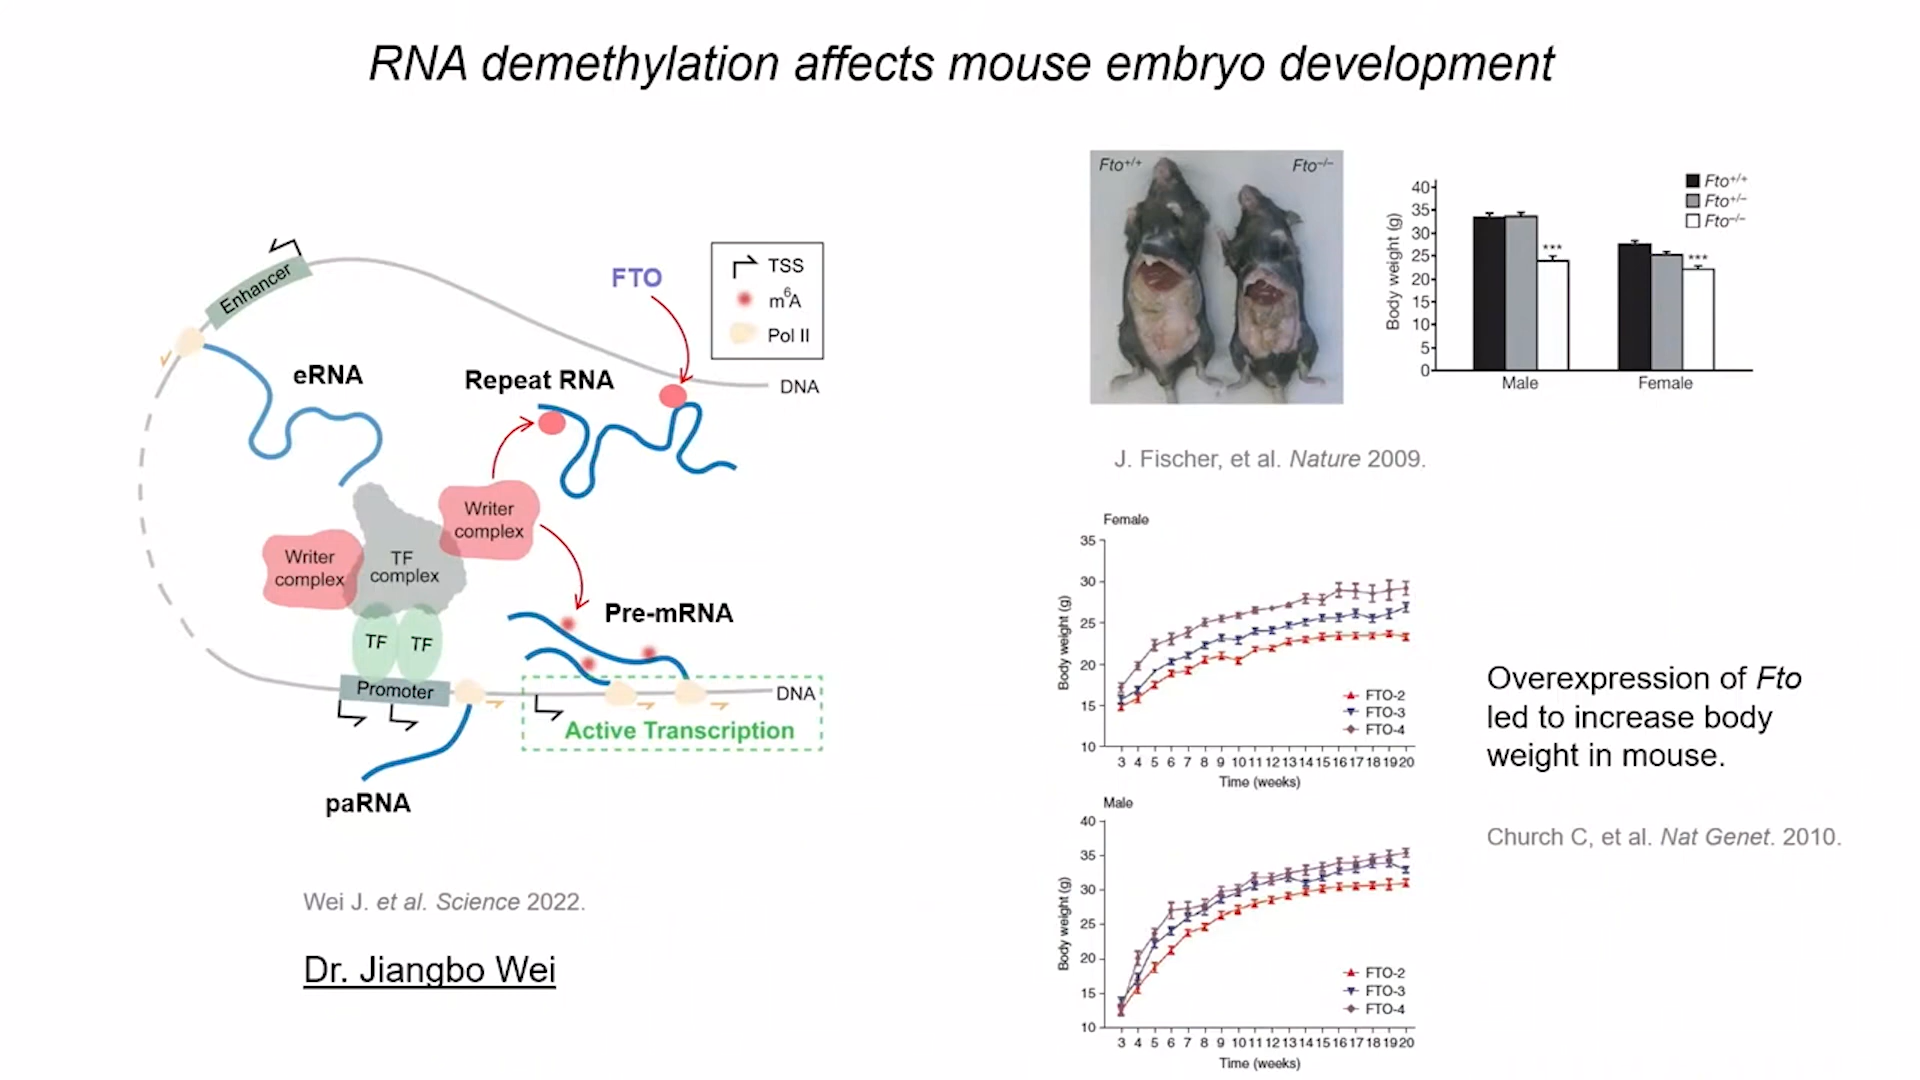 RNA demethylation affects mouse embryo development
Enhancer
eRNA
Repeat RNA
FTO
TSS
m6A
Pol II
DNA
Writer complex
Writer complex
TF complex
TF
TF
Pre-mRNA
Promoter
DNA
Active Transcription
paRNA
Wei J. et al. Science 2022.
Dr. Jiangbo Wei
Fto+/+
Fto–/–
Body weight (g)
40
35
30
25
20
15
10
5
0
***
***
Male
Female
Fto+/+
Fto+/–
Fto–/–
J. Fischer, et al. Nature 2009.
Female
Body weight (g)
35
30
25
20
15
10
FTO-2
FTO-3
FTO-4
3 4 5 6 7 8 9 10 11 12 13 14 15 16 17 18 19 20
Time (weeks)
Male
Body weight (g)
40
35
30
25
20
15
10
FTO-2
FTO-3
FTO-4
3 4 5 6 7 8 9 10 11 12 13 14 15 16 17 18 19 20
Time (weeks)
Overexpression of Fto
led to increase body
weight in mouse.
Church C, et al. Nat Genet. 2010.